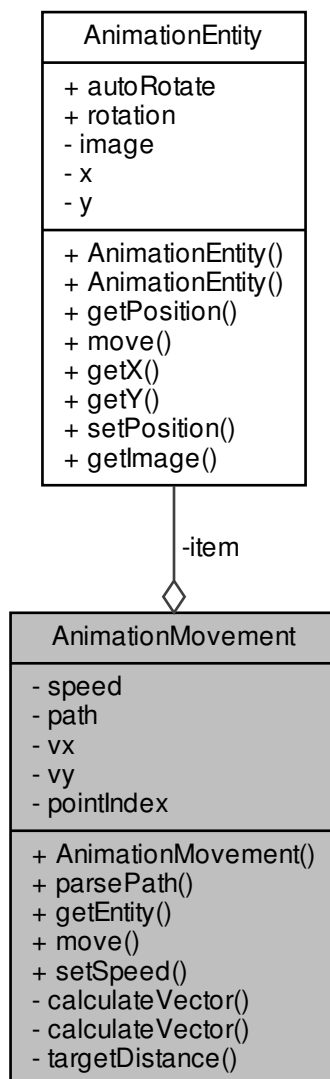 AnimationEntity
+ autoRotate
+ rotation
- image
- x
- y
+ AnimationEntity()
+ AnimationEntity()
+ getPosition()
+ move()
+ getX()
+ getY()
+ setPosition()
+ getImage()
-item
AnimationMovement
- speed
- path
- vx
- vy
- pointIndex
+ AnimationMovement()
+ parsePath()
+ getEntity()
+ move()
+ setSpeed()
- calculateVector()
- calculateVector()
- targetDistance()